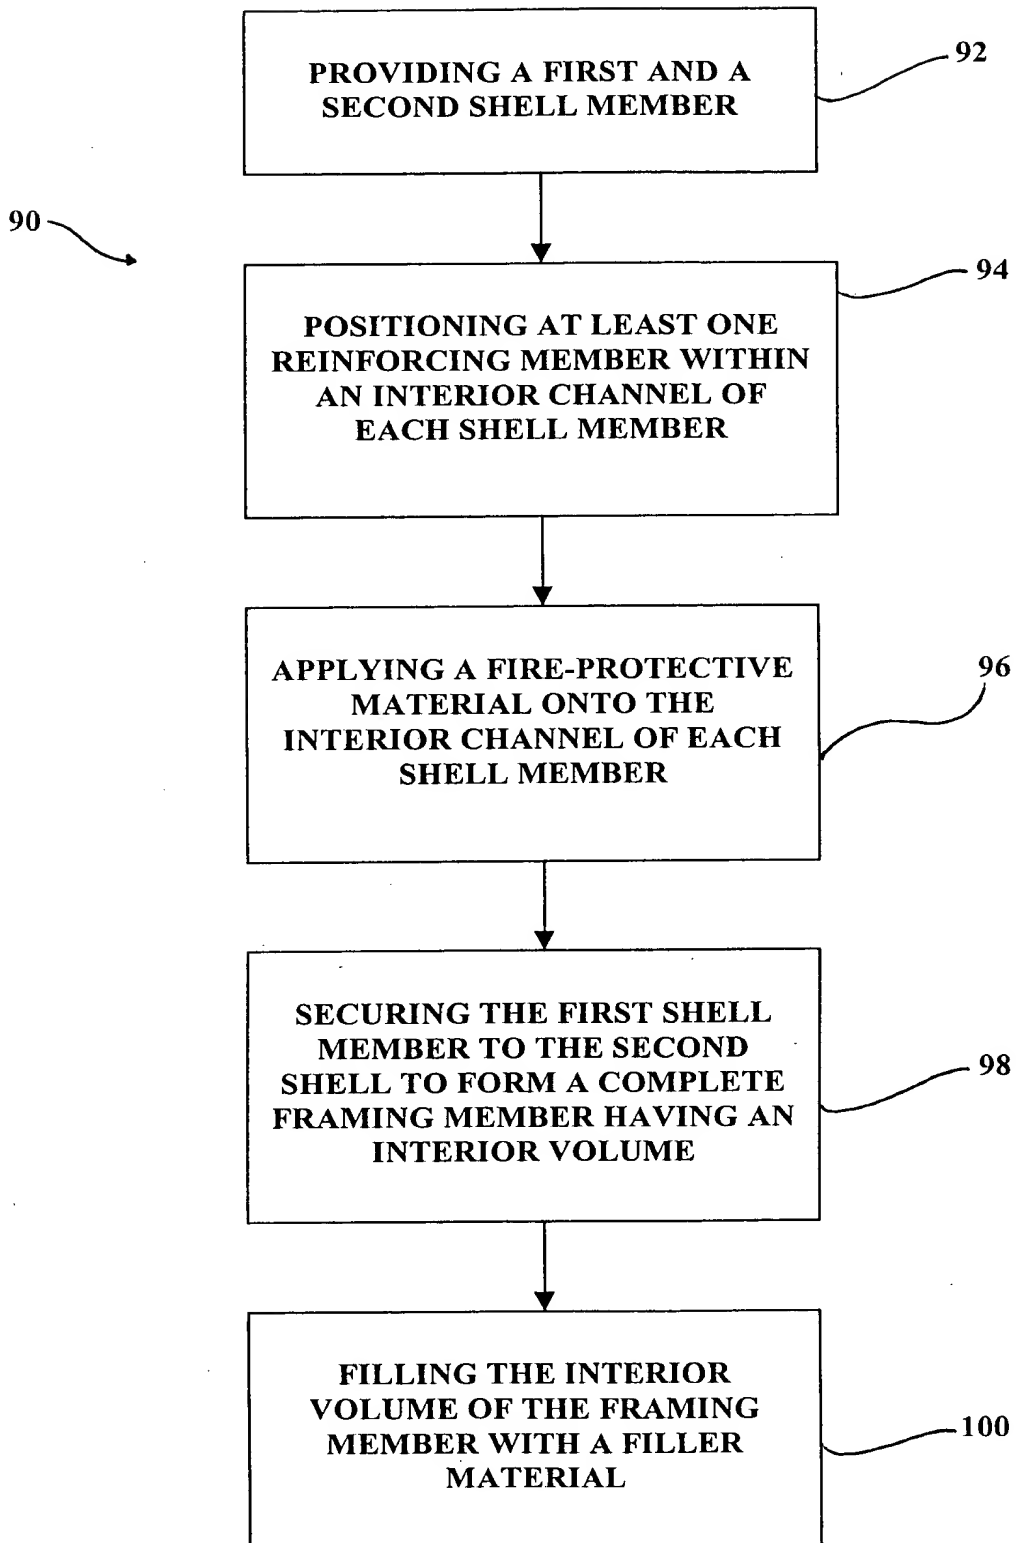 PROVIDING A FIRST AND A
SECOND SHELL MEMBER
92
90
94
POSITIONING AT LEAST ONE
REINFORCING MEMBER WITHIN
AN INTERIOR CHANNEL OF
EACH SHELL MEMBER
APPLYING A FIRE-PROTECTIVE
MATERIAL ONTO THE
INTERIOR CHANNEL OF EACH
SHELL MEMBER
96
SECURING THE FIRST SHELL
MEMBER TO THE SECOND
SHELL TO FORM A COMPLETE
FRAMING MEMBER HAVING AN
INTERIOR VOLUME
98
FILLING THE INTERIOR
VOLUME OF THE FRAMING
MEMBER WITH A FILLER
MATERIAL
100